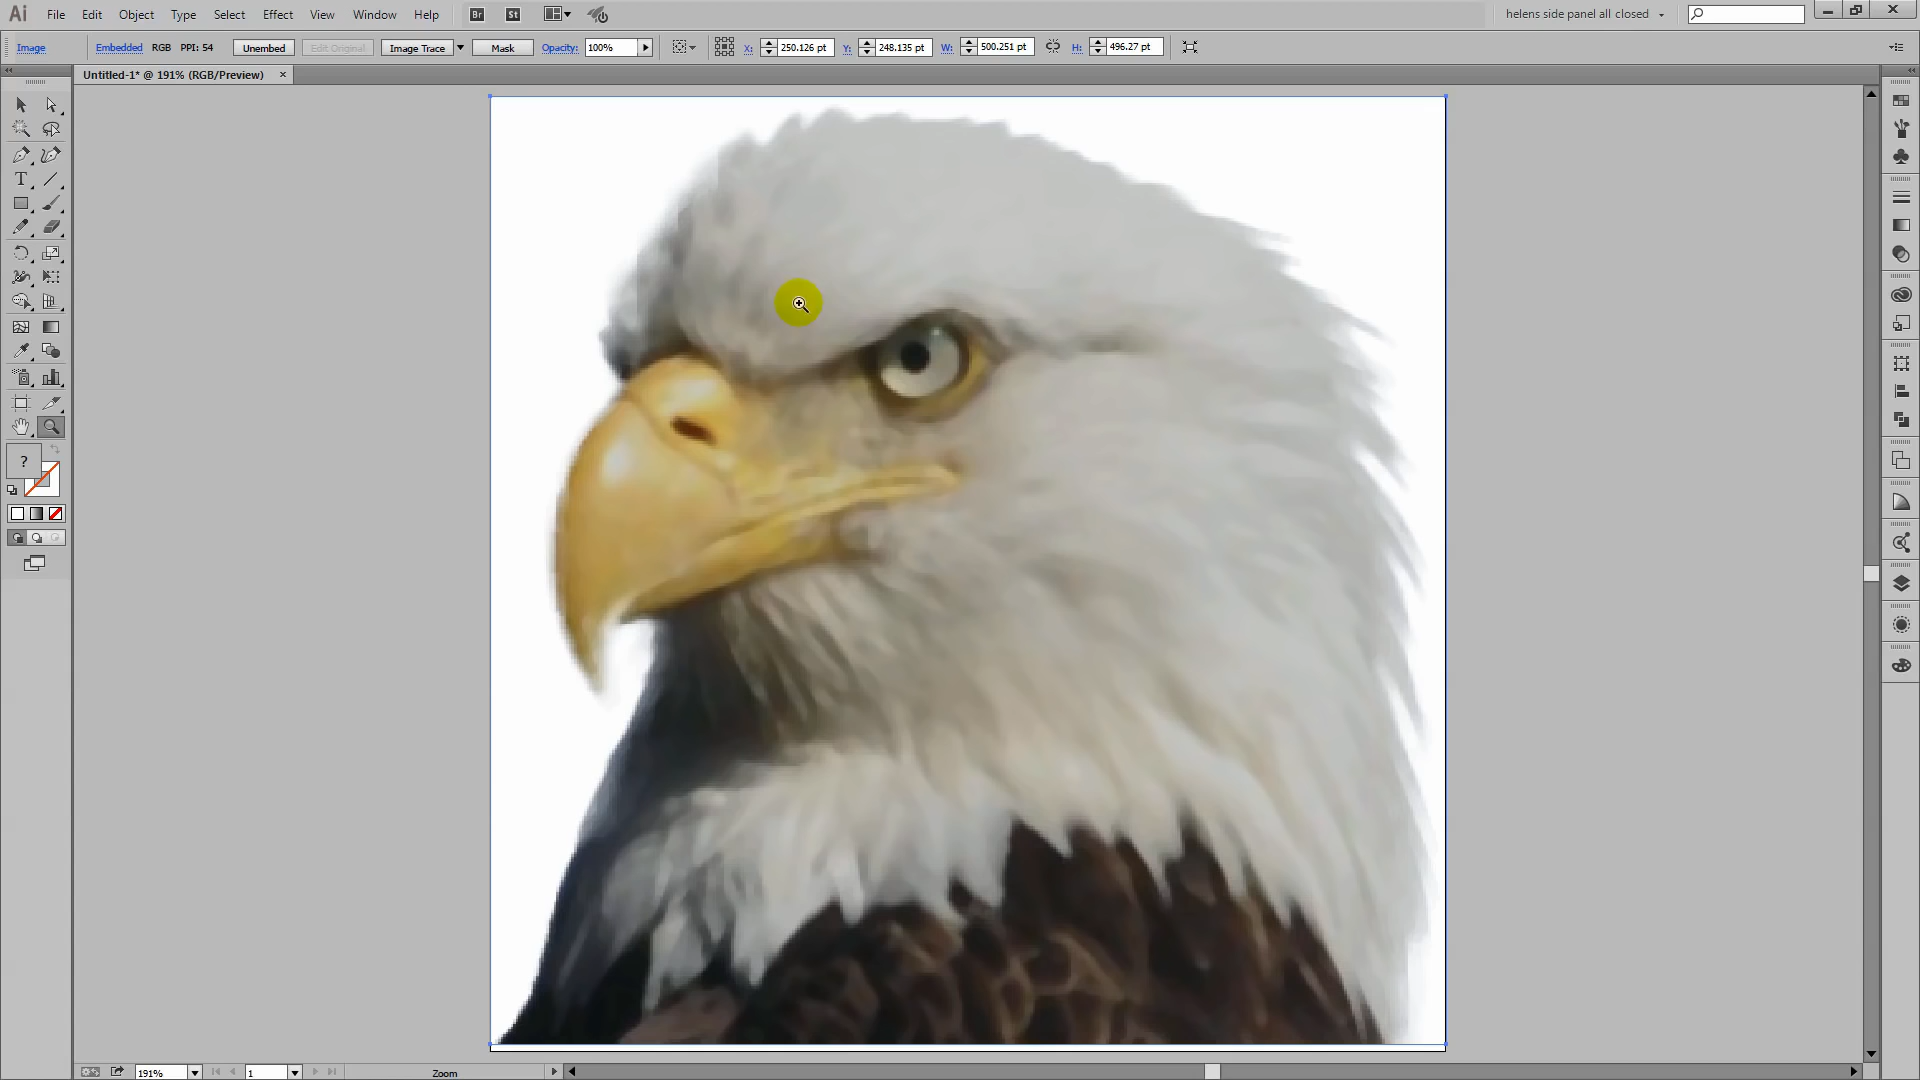 Ai File Edit Object Type Select Effect View Window Help Br St helens side panel all closed
Image Embedded RGB PPI: 54 Unembed Edit Original Image Trace Mask Opacity: 100% X: 250.126 pt Y: 248.135 pt W: 500.251 pt H: 496.27 pt
Untitled-1* @ 191% (RGB/Preview) ×
T
?
191% 1 Zoom